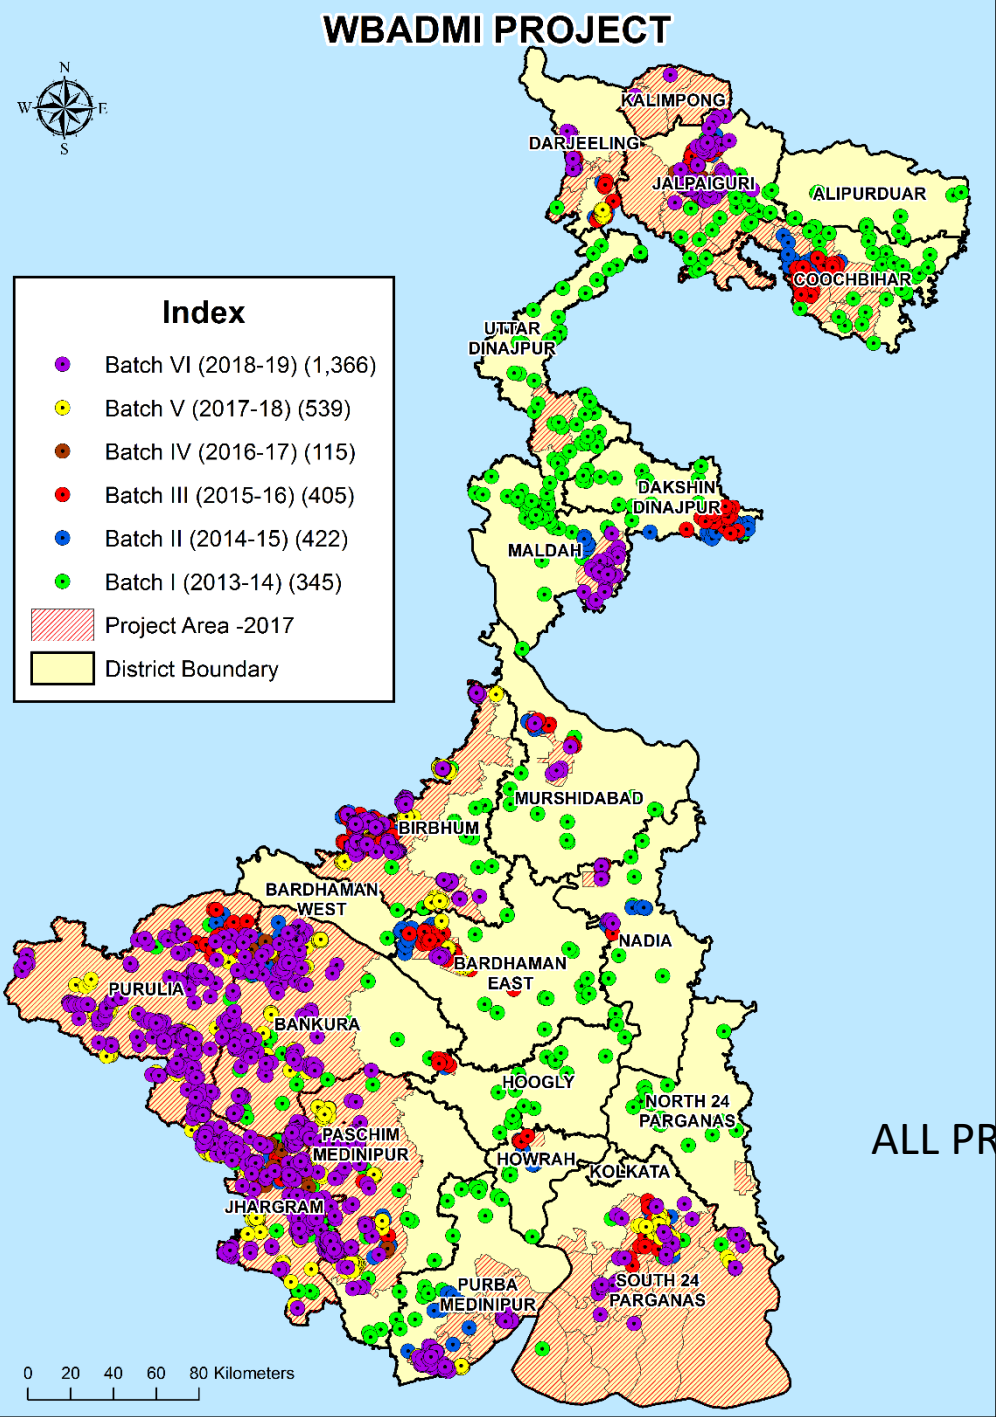 WBADMI PROJECT
N
W E
S
KALIMPONG
DARJEELING
JALPAIGURI
ALIPURDUAR
COOCHBIHAR
UTTAR
DINAJPUR
DAKSHIN
DINAJPUR
MALDAH
Index
Batch VI (2018-19) (1,366)
Batch V (2017-18) (539)
Batch IV (2016-17) (115)
Batch III (2015-16) (405)
Batch II (2014-15) (422)
Batch I (2013-14) (345)
Project Area -2017
District Boundary
MURSHIDABAD
BIRBHUM
BARDHAMAN
WEST
NADIA
BARDHAMAN
EAST
PURULIA
BANKURA
HOOGLY
NORTH 24
PARGANAS
PASCHIM
MEDINIPUR
HOWRAH
KOLKATA
ALL PR
JHARGRAM
PURBA
MEDINIPUR
SOUTH 24
PARGANAS
0 20 40 60 80 Kilometers